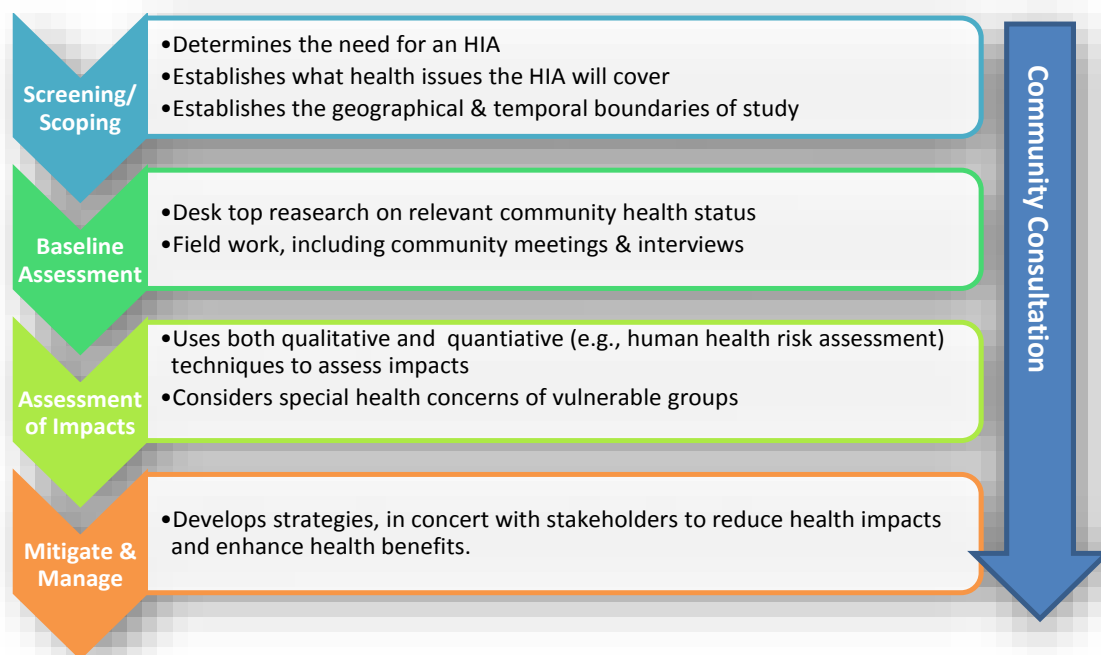 Screening/
Scoping
•Determines the need for an HIA
•Establishes what health issues the HIA will cover
•Establishes the geographical & temporal boundaries of study
Baseline
Assessment
•Desk top reasearch on relevant community health status
•Field work, including community meetings & interviews
Assessment
of Impacts
•Uses both qualitative and quantiative (e.g., human health risk assessment)
techniques to assess impacts
•Considers special health concerns of vulnerable groups
Mitigate &
Manage
•Develops strategies, in concert with stakeholders to reduce health impacts
and enhance health benefits.
Community Consultation